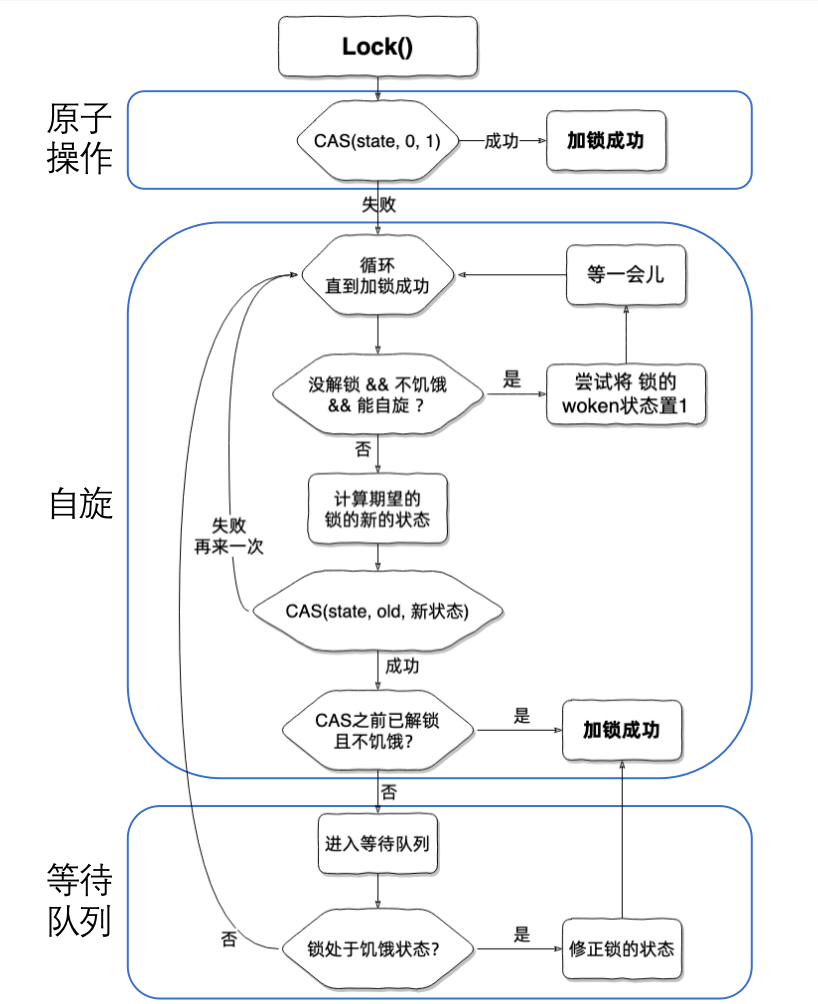 Lock()
原子
操作
CAS(state, 0, 1)
成功
加锁成功
失败
循环
直到加锁成功
等一会儿
没解锁 && 不饥饿
&& 能自旋 ？
是
尝试将 锁的
woken状态置1
否
自旋
计算期望的
锁的新的状态
失败
再来一次
CAS(state, old, 新状态)
成功
CAS之前已解锁
且不饥饿？
是
加锁成功
否
等待
队列
进入等待队列
锁处于饥饿状态？
是
修正锁的状态
否